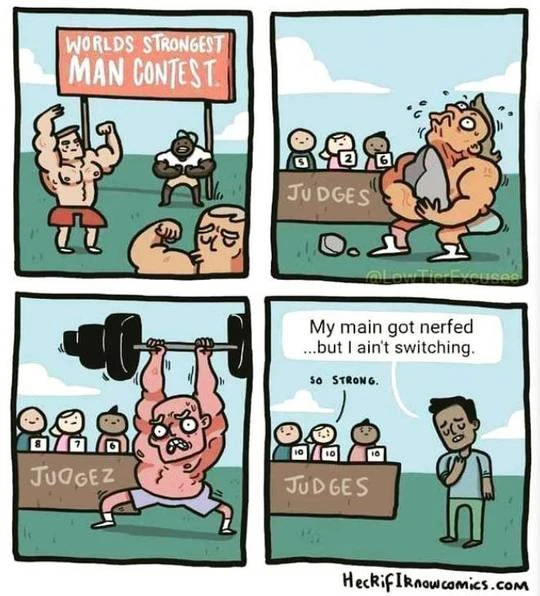 WORLDS STRONGEST
MAN CONTEST.
5
2
6
JUDGES
@LowTierExcuses
8
7
6
JUDGEZ
My main got nerfed
...but I ain't switching.
SO STRONG.
10
10
10
JUDGES
HeckifIknowcomics.com